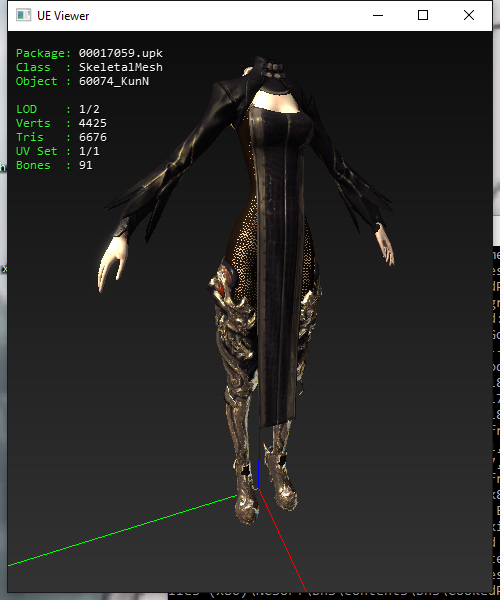 UE Viewer
Package: 00017059.upk
Class : SkeletalMesh
Object : 60074_KunN
LOD : 1/2
Verts : 4425
Tris : 6676
UV Set : 1/1
Bones : 91